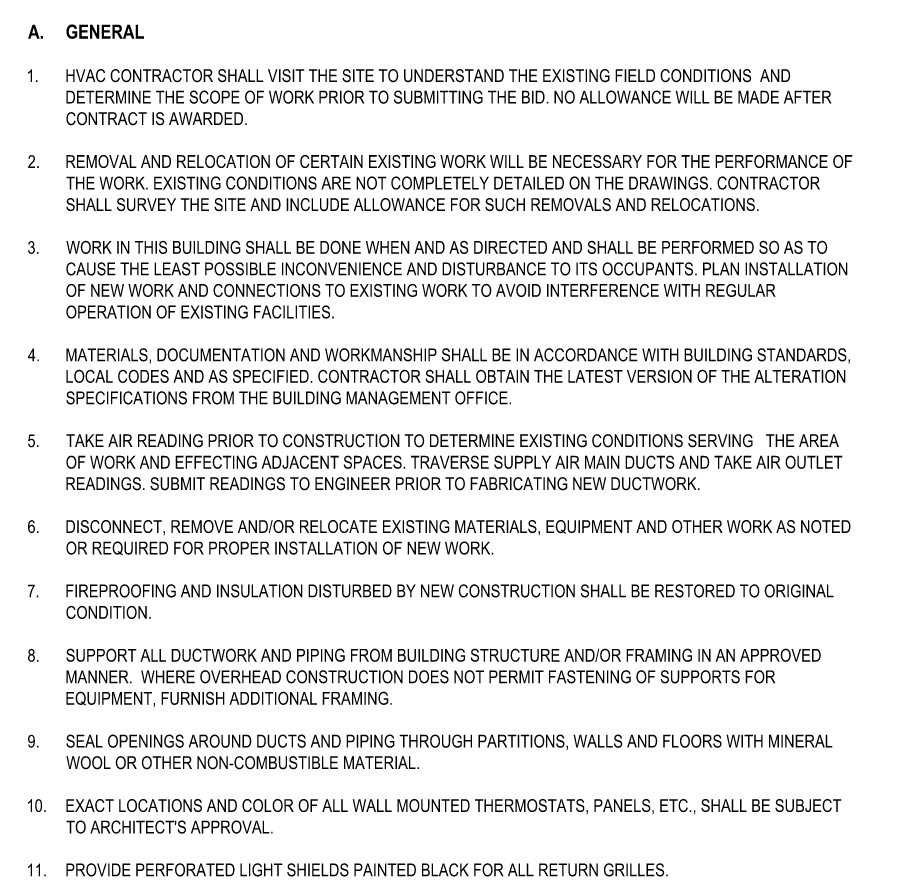 A. GENERAL
1. HVAC CONTRACTOR SHALL VISIT THE SITE TO UNDERSTAND THE EXISTING FIELD CONDITIONS AND
DETERMINE THE SCOPE OF WORK PRIOR TO SUBMITTING THE BID. NO ALLOWANCE WILL BE MADE AFTER
CONTRACT IS AWARDED.
2. REMOVAL AND RELOCATION OF CERTAIN EXISTING WORK WILL BE NECESSARY FOR THE PERFORMANCE OF
THE WORK. EXISTING CONDITIONS ARE NOT COMPLETELY DETAILED ON THE DRAWINGS. CONTRACTOR
SHALL SURVEY THE SITE AND INCLUDE ALLOWANCE FOR SUCH REMOVALS AND RELOCATIONS.
3. WORK IN THIS BUILDING SHALL BE DONE WHEN AND AS DIRECTED AND SHALL BE PERFORMED SO AS TO
CAUSE THE LEAST POSSIBLE INCONVENIENCE AND DISTURBANCE TO ITS OCCUPANTS. PLAN INSTALLATION
OF NEW WORK AND CONNECTIONS TO EXISTING WORK TO AVOID INTERFERENCE WITH REGULAR
OPERATION OF EXISTING FACILITIES.
4. MATERIALS, DOCUMENTATION AND WORKMANSHIP SHALL BE IN ACCORDANCE WITH BUILDING STANDARDS,
LOCAL CODES AND AS SPECIFIED. CONTRACTOR SHALL OBTAIN THE LATEST VERSION OF THE ALTERATION
SPECIFICATIONS FROM THE BUILDING MANAGEMENT OFFICE.
5. TAKE AIR READING PRIOR TO CONSTRUCTION TO DETERMINE EXISTING CONDITIONS SERVING THE AREA
OF WORK AND EFFECTING ADJACENT SPACES. TRAVERSE SUPPLY AIR MAIN DUCTS AND TAKE AIR OUTLET
READINGS. SUBMIT READINGS TO ENGINEER PRIOR TO FABRICATING NEW DUCTWORK.
6. DISCONNECT, REMOVE AND/OR RELOCATE EXISTING MATERIALS, EQUIPMENT AND OTHER WORK AS NOTED
OR REQUIRED FOR PROPER INSTALLATION OF NEW WORK.
7. FIREPROOFING AND INSULATION DISTURBED BY NEW CONSTRUCTION SHALL BE RESTORED TO ORIGINAL
CONDITION.
8. SUPPORT ALL DUCTWORK AND PIPING FROM BUILDING STRUCTURE AND/OR FRAMING IN AN APPROVED
MANNER. WHERE OVERHEAD CONSTRUCTION DOES NOT PERMIT FASTENING OF SUPPORTS FOR
EQUIPMENT, FURNISH ADDITIONAL FRAMING.
9. SEAL OPENINGS AROUND DUCTS AND PIPING THROUGH PARTITIONS, WALLS AND FLOORS WITH MINERAL
WOOL OR OTHER NON-COMBUSTIBLE MATERIAL.
10. EXACT LOCATIONS AND COLOR OF ALL WALL MOUNTED THERMOSTATS, PANELS, ETC., SHALL BE SUBJECT
TO ARCHITECT'S APPROVAL.
11. PROVIDE PERFORATED LIGHT SHIELDS PAINTED BLACK FOR ALL RETURN GRILLES.